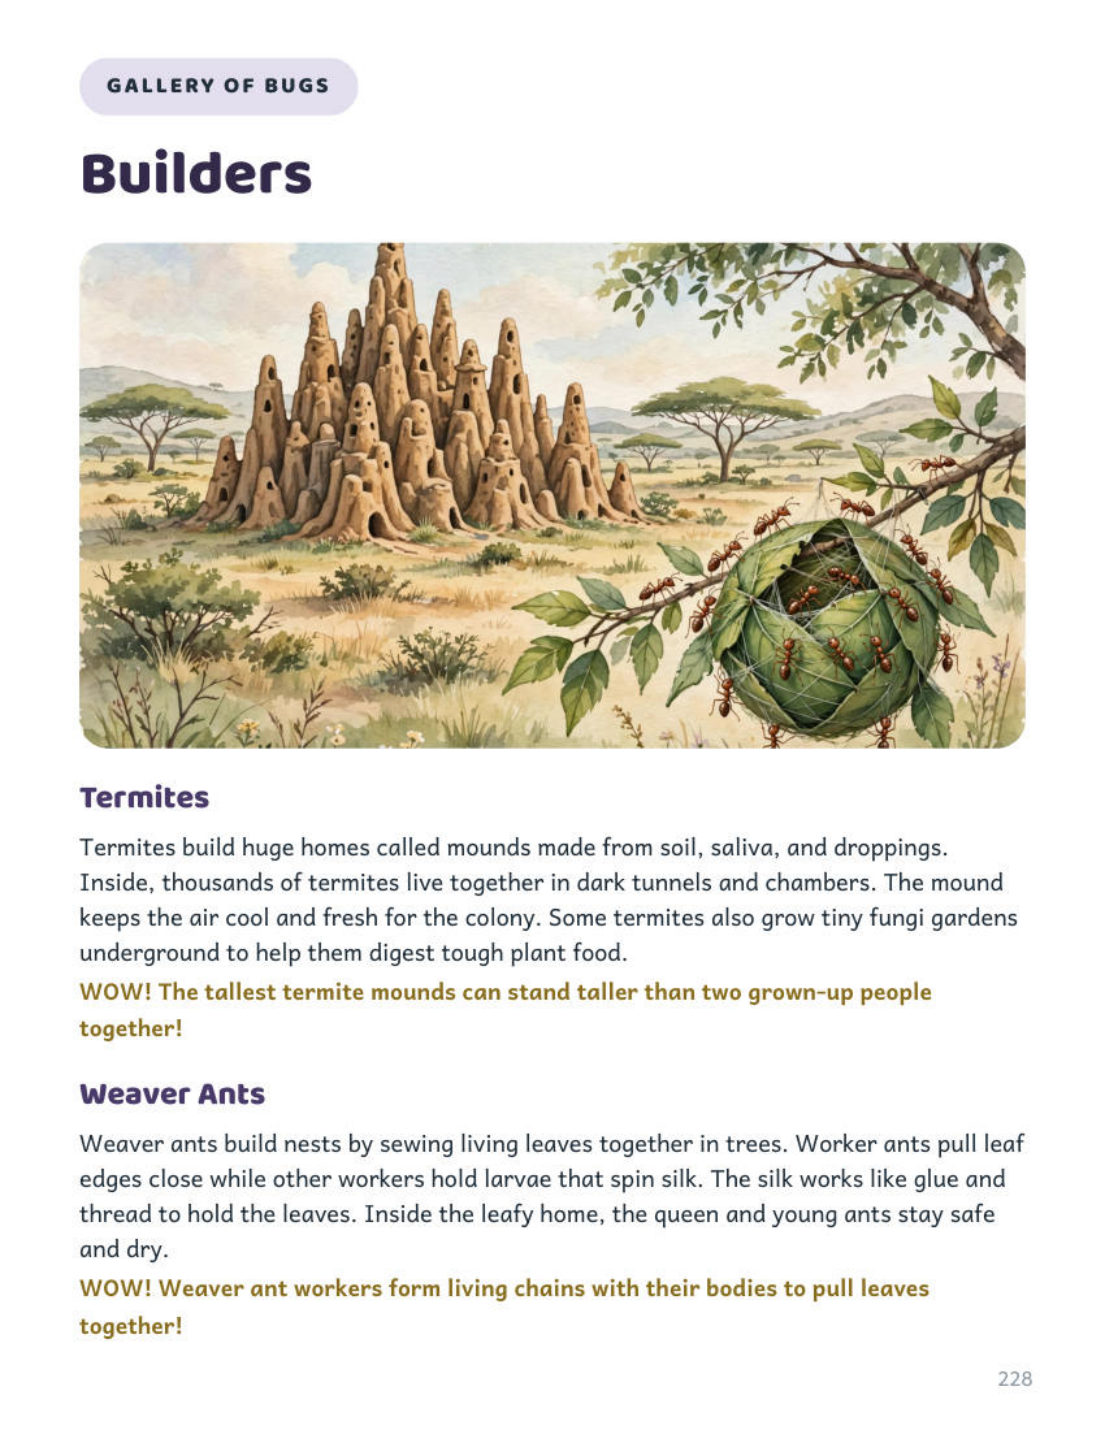 GALLERY OF BUGS
Builders
Termites
Termites build huge homes called mounds made from soil, saliva, and droppings.
Inside, thousands of termites live together in dark tunnels and chambers. The mound
keeps the air cool and fresh for the colony. Some termites also grow tiny fungi gardens
underground to help them digest tough plant food.
WOW! The tallest termite mounds can stand taller than two grown-up people
together!
Weaver Ants
Weaver ants build nests by sewing living leaves together in trees. Worker ants pull leaf
edges close while other workers hold larvae that spin silk. The silk works like glue and
thread to hold the leaves. Inside the leafy home, the queen and young ants stay safe
and dry.
WOW! Weaver ant workers form living chains with their bodies to pull leaves
together!
228